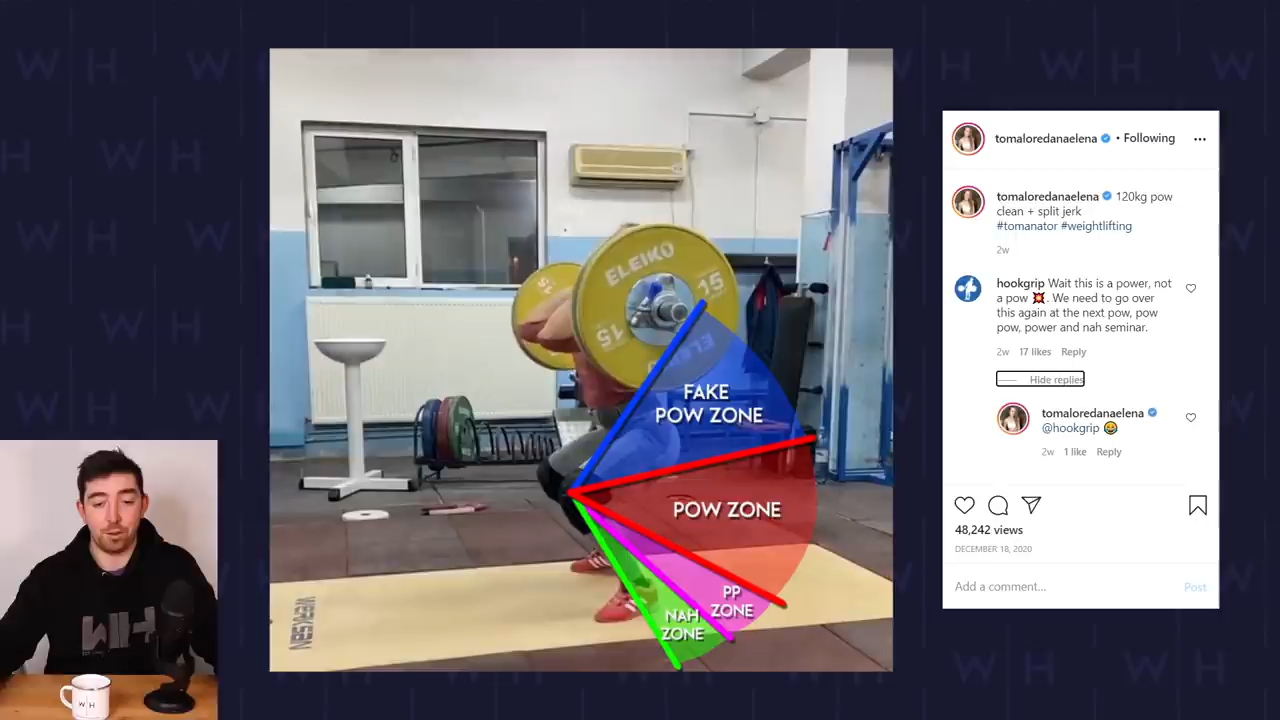 ELEIKO
15
15
15
FAKE
POW ZONE
POW ZONE
PP
ZONE
NAH
ZONE
WERKSAN
WH
W H
tomaloredanaelena • Following
tomaloredanaelena 120kg pow
clean + split jerk
#tomanator #weightlifting
2w
hookgrip Wait this is a power, not
a pow 💥. We need to go over
this again at the next pow, pow
pow, power and nah seminar.
2w 17 likes Reply
Hide replies
tomaloredanaelena
@hookgrip 😂
2w 1 like Reply
48,242 views
DECEMBER 18, 2020
Add a comment...
Post